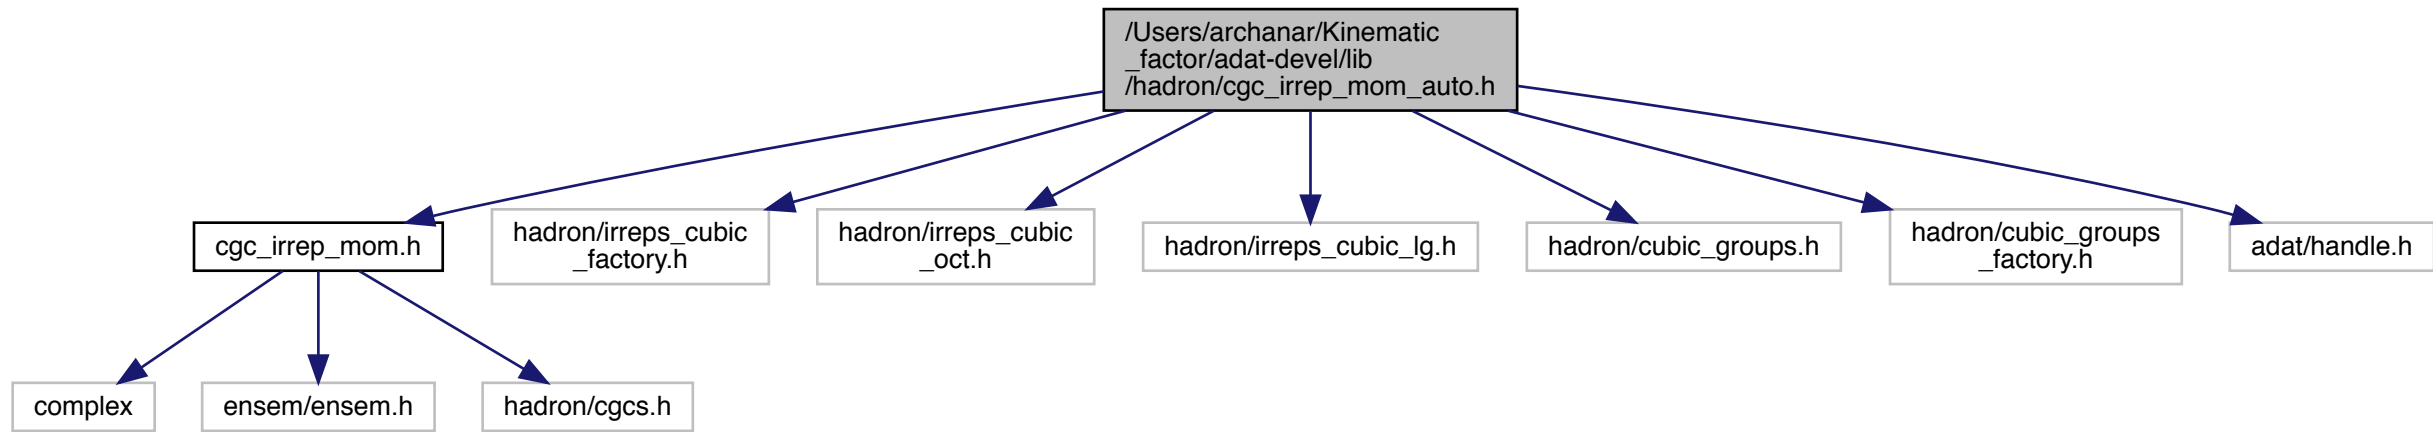 /Users/archanar/Kinematic
_factor/adat-devel/lib
/hadron/cgc_irrep_mom_auto.h
cgc_irrep_mom.h
hadron/irreps_cubic
_factory.h
hadron/irreps_cubic
_oct.h
hadron/irreps_cubic_lg.h
hadron/cubic_groups.h
hadron/cubic_groups
_factory.h
adat/handle.h
complex
ensem/ensem.h
hadron/cgcs.h